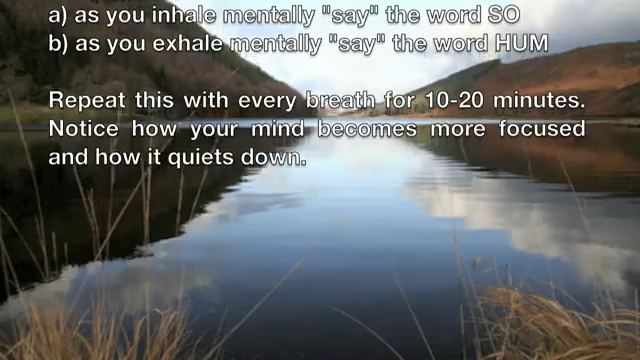 a) as you inhale mentally "say" the word SO
b) as you exhale mentally "say" the word HUM
Repeat this with every breath for 10-20 minutes.
Notice how your mind becomes more focused
and how it quiets down.